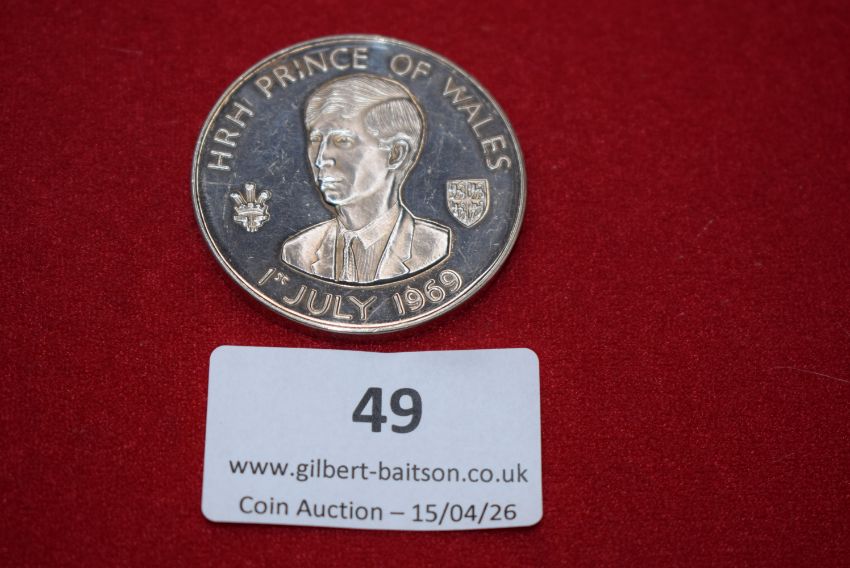 HRH PRINCE OF WALES
1ST JULY 1969
49
www.gilbert-baitson.co.uk
Coin Auction – 15/04/26